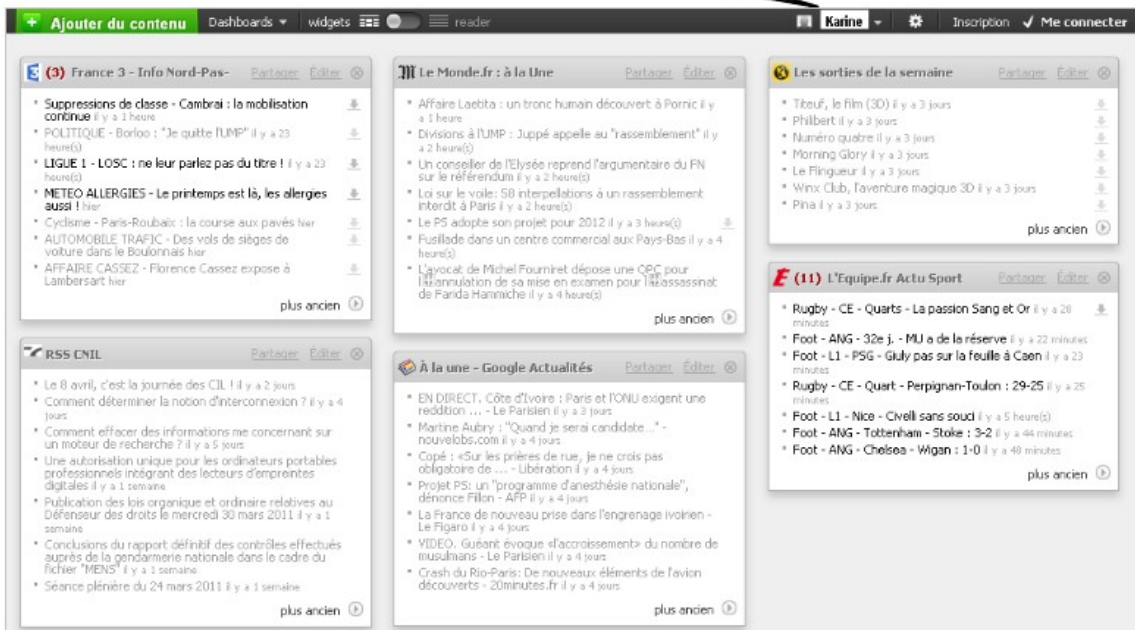 + Ajouter du contenu Dashboards widgets reader Karine Inscription Me connecter
(3) France 3 - Info Nord-Pas- Partager Éditer
Suppressions de classe - Cambrai : la mobilisation
continue il y a 1 heure
POLITIQUE - Borloo : "Je quitte l'UMP" il y a 23
heure(s)
LIGUE 1 - LOSC : ne leur parlez pas du titre ! il y a 23
heure(s)
METEO ALLERGIES - Le printemps est là, les allergies
aussi ! hier
Cyclisme - Paris-Roubaix : la course aux pavés hier
AUTOMOBILE TRAFIC - Des vols de sièges de
voiture dans le Boulonnais hier
AFFAIRE CASSEZ - Florence Cassez expose à
Lambersart hier
plus ancien
RSS CNIL Partager Éditer
Le 8 avril, c'est la journée des CIL ! il y a 2 jours
Comment déterminer la notion d'interconnexion ? il y a 4
jours
Comment effacer des informations me concernant sur
un moteur de recherche ? il y a 5 jours
Une autorisation unique pour les ordinateurs portables
professionnels intégrant des lecteurs d'empreintes
digitales il y a 1 semaine
Publication des lois organique et ordinaire relatives au
Défenseur des droits le mercredi 30 mars 2011 il y a 1
semaine
Conclusions du rapport définitif des contrôles effectués
auprès de la gendarmerie nationale dans le cadre du
fichier "MENS" il y a 1 semaine
Séance plénière du 24 mars 2011 il y a 1 semaine
plus ancien
Le Monde.fr : à la Une Partager Éditer
Affaire Laetita : un tronc humain découvert à Pornic il y
a 1 heure
Divisions à l'UMP : Juppé appelle au "rassemblement" il y
a 2 heure(s)
Un conseiller de l'Elysée reprend l'argumentaire du FN
sur le référendum il y a 2 heure(s)
Loi sur le voile: 58 interpellations à un rassemblement
interdit à Paris il y a 2 heure(s)
Le PS adopte son projet pour 2012 il y a 3 heure(s)
Fusillade dans un centre commercial aux Pays-Bas il y a 4
heure(s)
L'avocat de Michel Fourniret dépose une QPC pour
l'annulation de sa mise en examen pour l'assassinat
de Farida Hammiche il y a 4 heure(s)
plus ancien
À la une - Google Actualités Partager Éditer
EN DIRECT. Côte d'Ivoire : Paris et l'ONU exigent une
reddition ... - Le Parisien il y a 3 jours
Martine Aubry : "Quand je serai candidate..." -
nouvelobs.com il y a 4 jours
Copé : «Sur les prières de rue, je ne crois pas
obligatoire de ... - Libération il y a 4 jours
Projet PS: un "programme d'anesthésie nationale",
dénonce Fillon - AFP il y a 4 jours
La France de nouveau prise dans l'engrenage ivoirien -
Le Figaro il y a 4 jours
VIDEO. Guéant évoque «l'accroissement» du nombre de
musulmans - Le Parisien il y a 4 jours
Crash du Rio-Paris: De nouveaux éléments de l'avion
découverts - 20minutes.fr il y a 4 jours
plus ancien
Les sorties de la semaine Partager Éditer
Titeuf, le film (3D) il y a 3 jours
Philibert il y a 3 jours
Numéro quatre il y a 3 jours
Morning Glory il y a 3 jours
Le Flingueur il y a 3 jours
Winx Club, l'aventure magique 3D il y a 3 jours
Pina il y a 3 jours
plus ancien
(11) L'Equipe.fr Actu Sport Partager Éditer
Rugby - CE - Quarts - La passion Sang et Or il y a 20
minutes
Foot - ANG - 32e j. - MU a de la réserve il y a 22 minutes
Foot - L1 - PSG - Giuly pas sur la feuille à Caen il y a 23
minutes
Rugby - CE - Quart - Perpignan-Toulon : 29-25 il y a 25
minutes
Foot - L1 - Nice - Civelli sans souci il y a 5 heure(s)
Foot - ANG - Tottenham - Stoke : 3-2 il y a 44 minutes
Foot - ANG - Chelsea - Wigan : 1-0 il y a 48 minutes
plus ancien